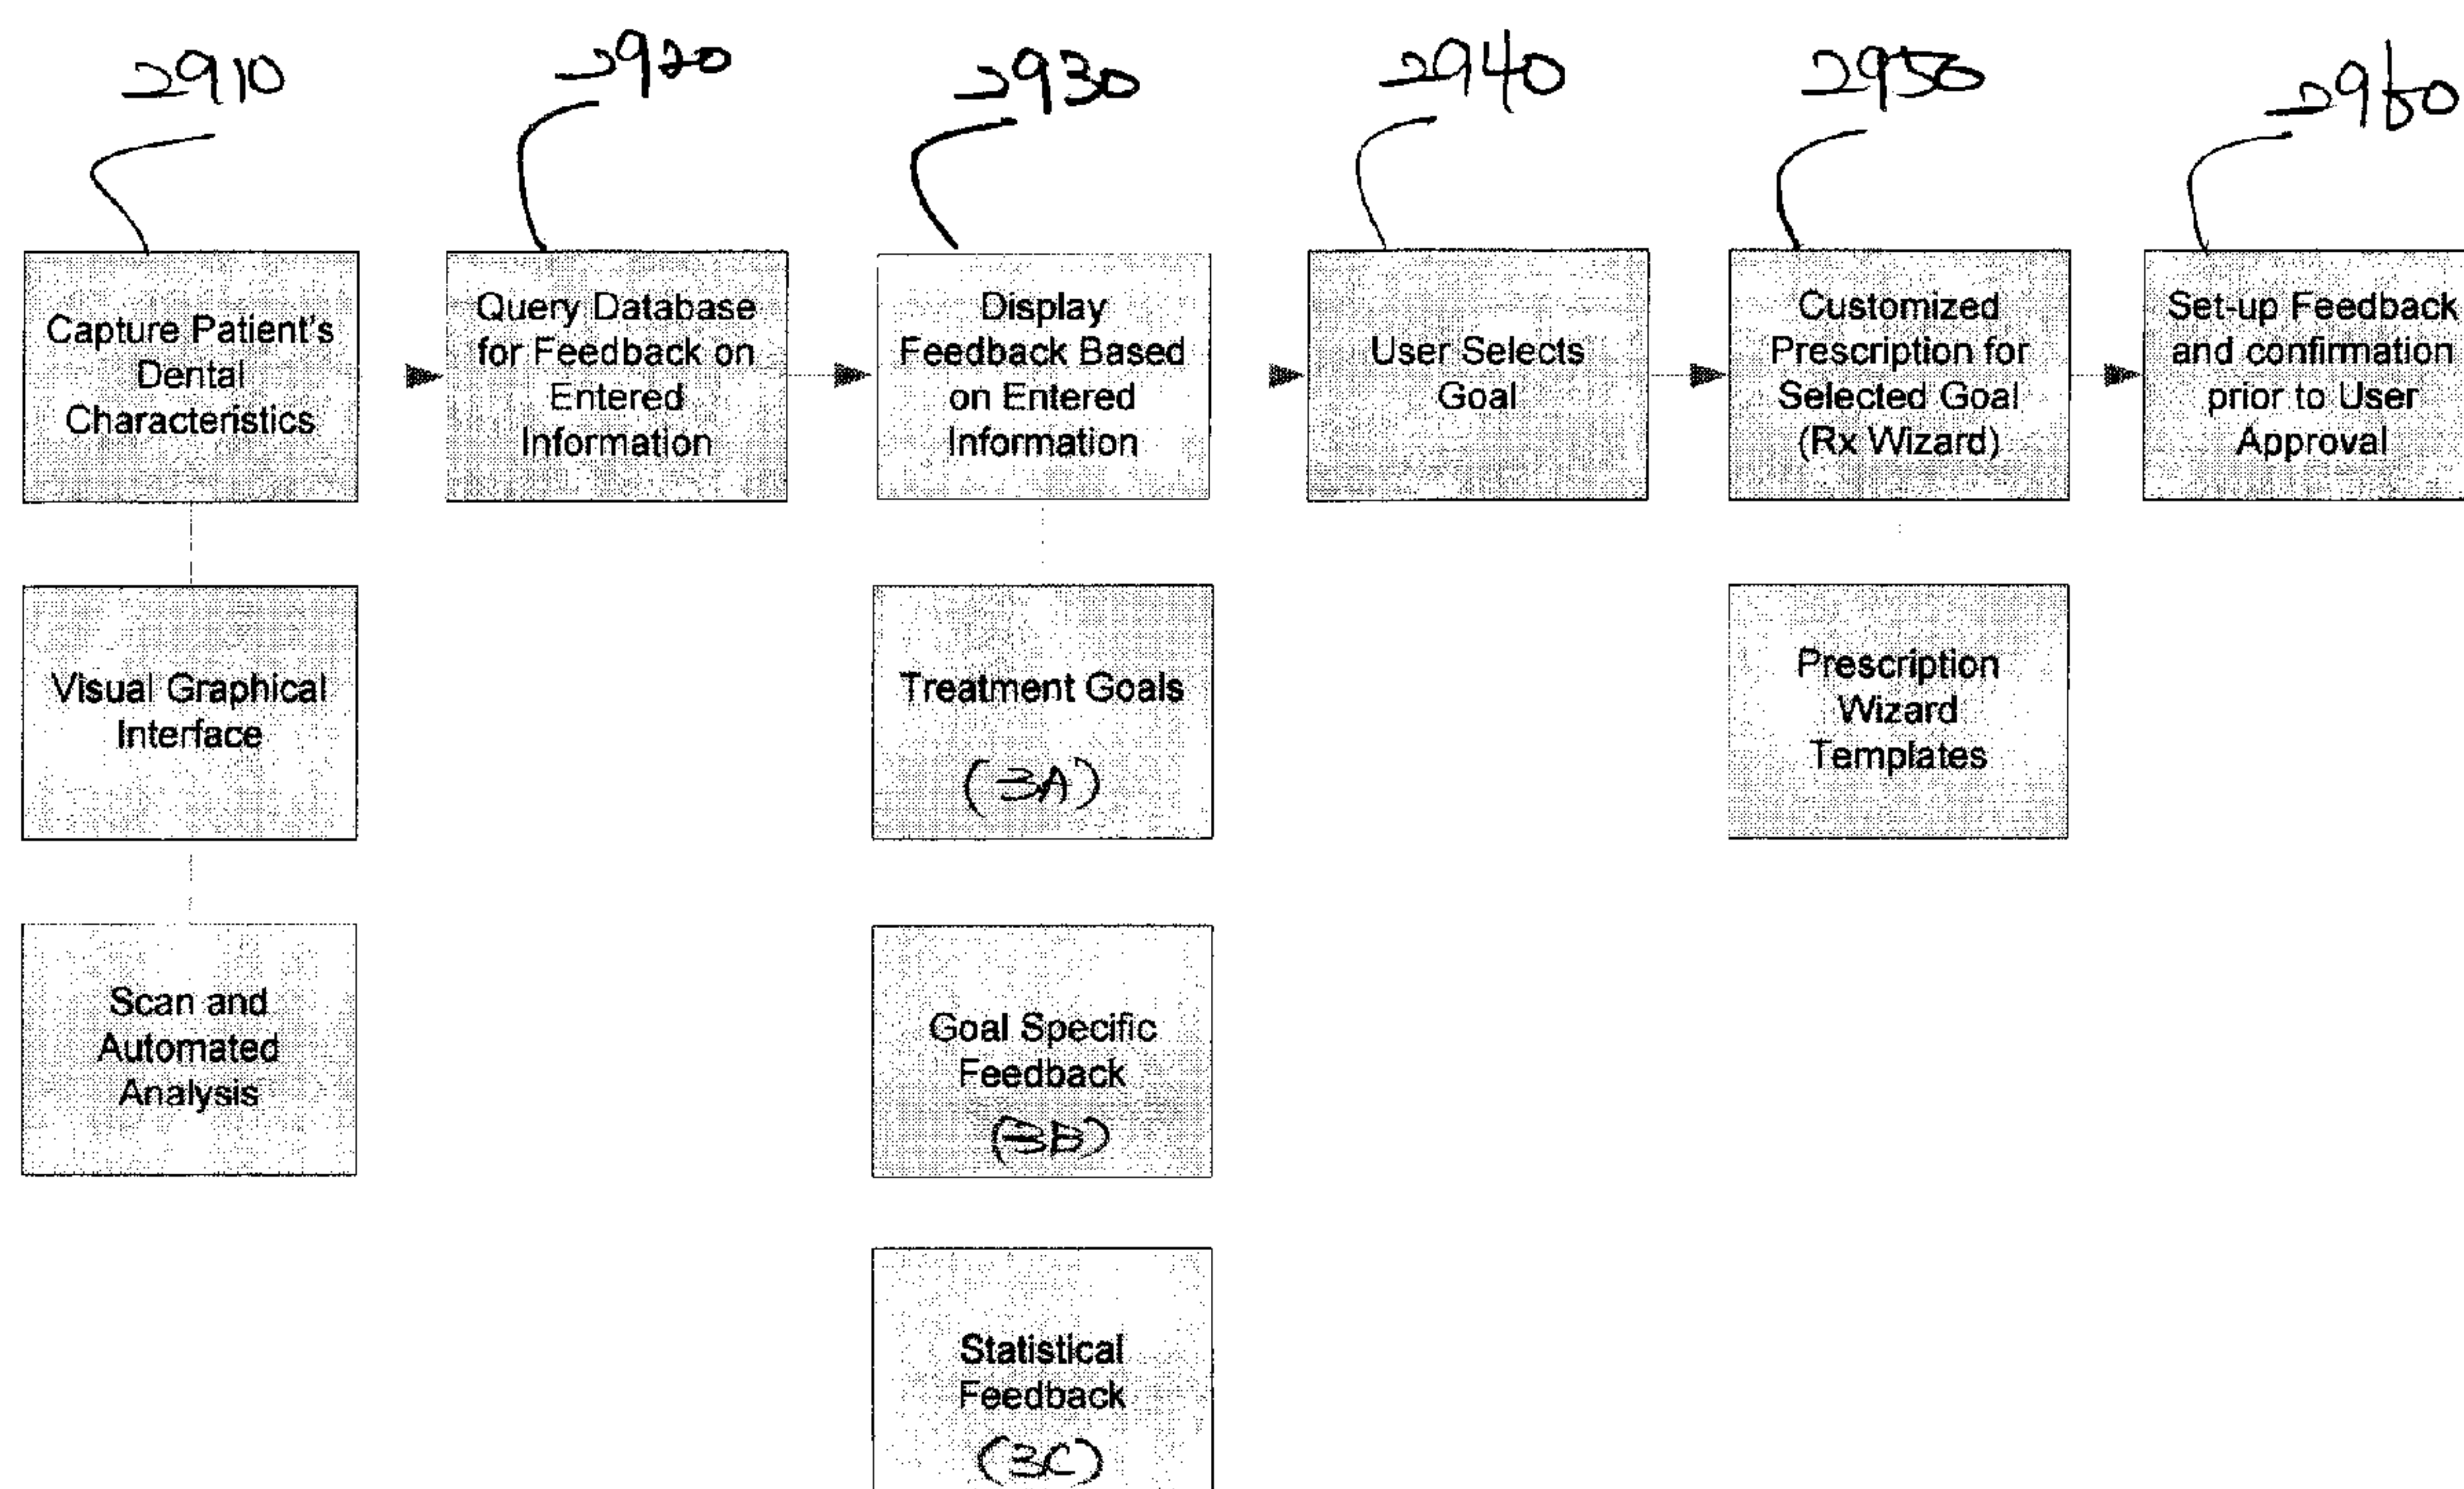 2910
2920
2930
2940
2950
2960
Capture Patient's
Dental
Characteristics
Query Database
for Feedback on
Entered
Information
Display
Feedback Based
on Entered
Information
User Selects
Goal
Customized
Prescription for
Selected Goal
(Rx Wizard)
Set-up Feedback
and confirmation
prior to User
Approval
Visual Graphical
Interface
Treatment Goals
(3A)
Prescription
Wizard
Templates
Scan and
Automated
Analysis
Goal Specific
Feedback
(3B)
Statistical
Feedback
(3C)